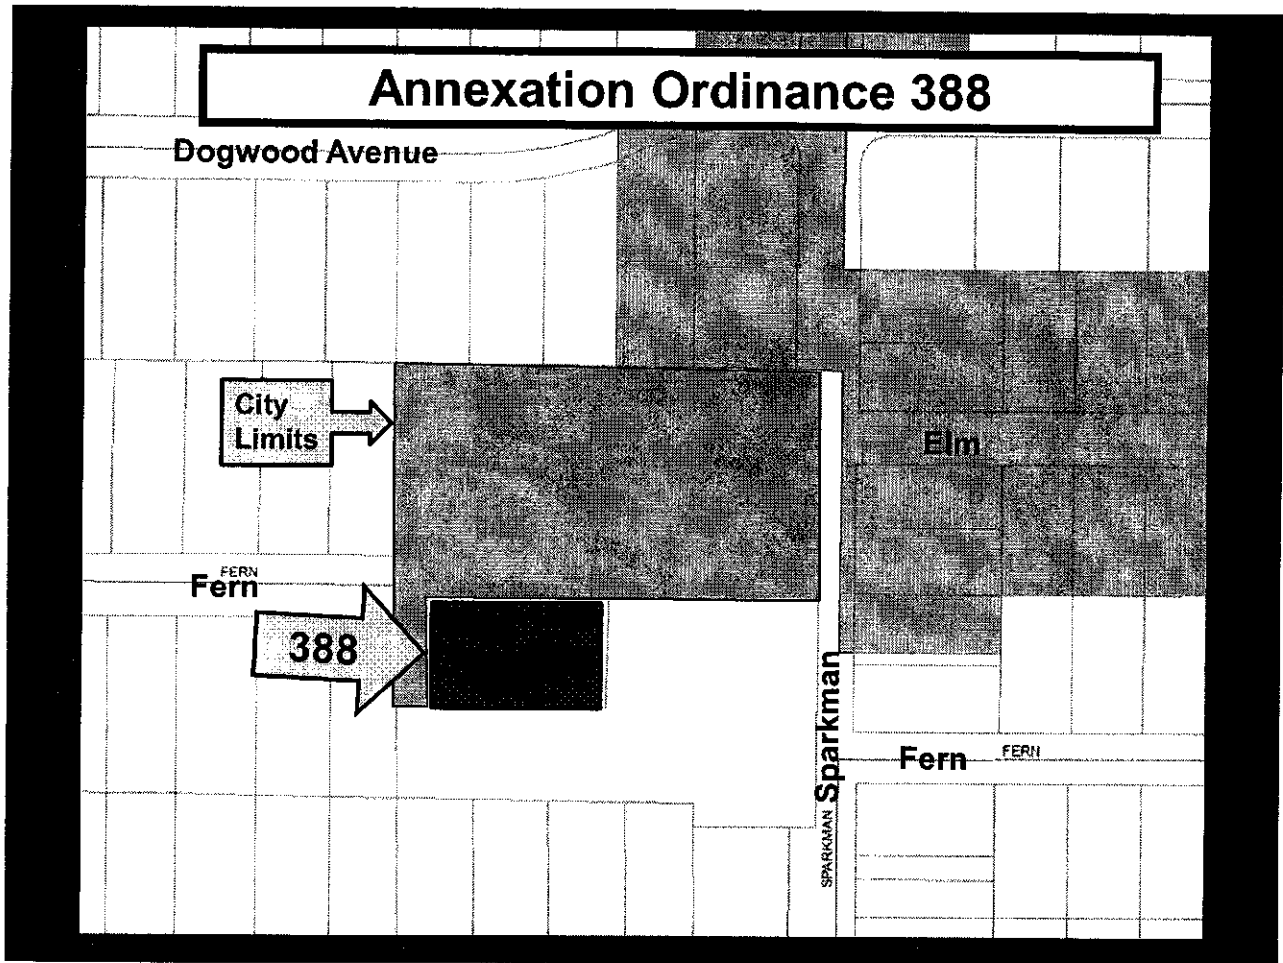 Annexation Ordinance 388
Dogwood Avenue
City
Limits
Elm
FERN
Fern
388
Sparkman
SPARKMAN
Fern
FERN